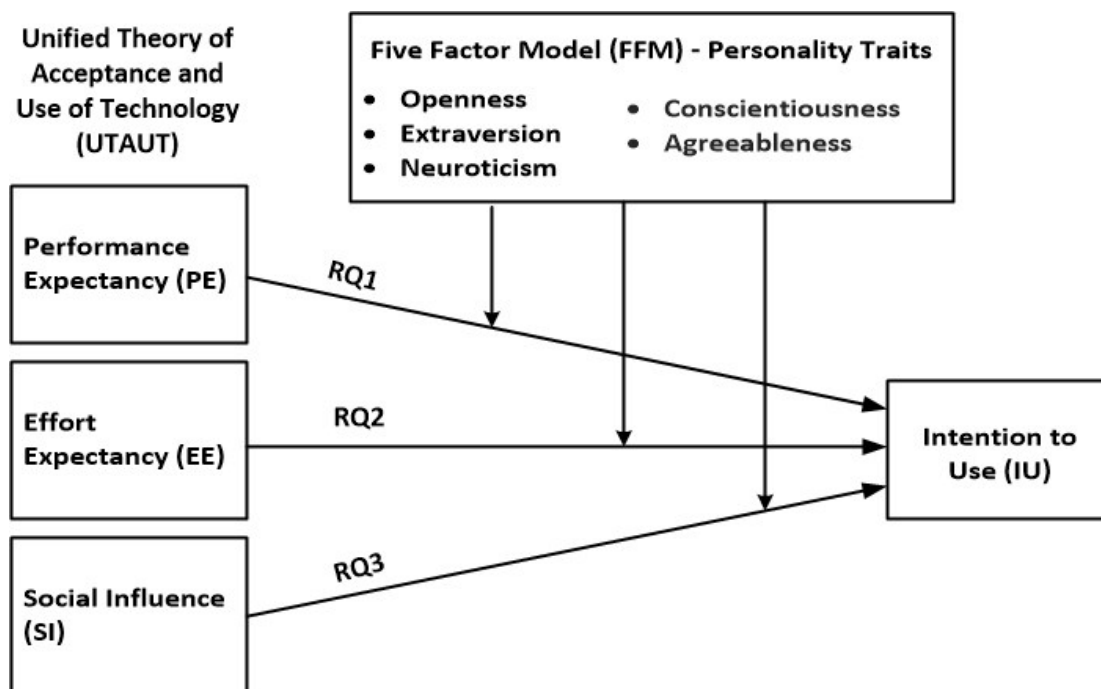 Unified Theory of
Acceptance and
Use of Technology
(UTAUT)
Five Factor Model (FFM) - Personality Traits
• Openness
• Extraversion
• Neuroticism
• Conscientiousness
• Agreeableness
Performance
Expectancy (PE)
RQ1
Effort
Expectancy (EE)
RQ2
Social Influence
(SI)
RQ3
Intention to
Use (IU)